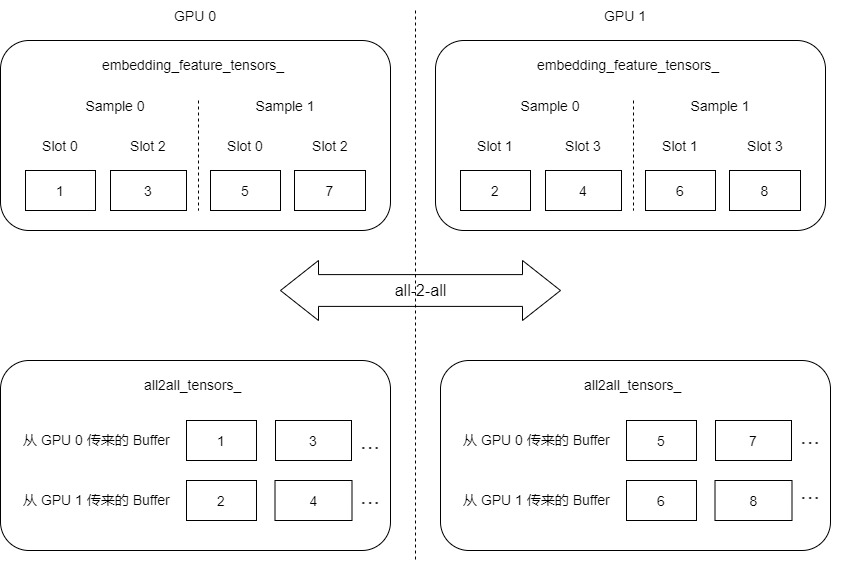 GPU 0
GPU 1
embedding_feature_tensors_
embedding_feature_tensors_
Sample 0
Sample 1
Sample 0
Sample 1
Slot 0
Slot 2
Slot 0
Slot 2
Slot 1
Slot 3
Slot 1
Slot 3
1
3
5
7
2
4
6
8
all-2-all
all2all_tensors_
all2all_tensors_
从 GPU 0 传来的 Buffer
1
3
...
从 GPU 0 传来的 Buffer
5
7
...
从 GPU 1 传来的 Buffer
2
4
...
从 GPU 1 传来的 Buffer
6
8
...